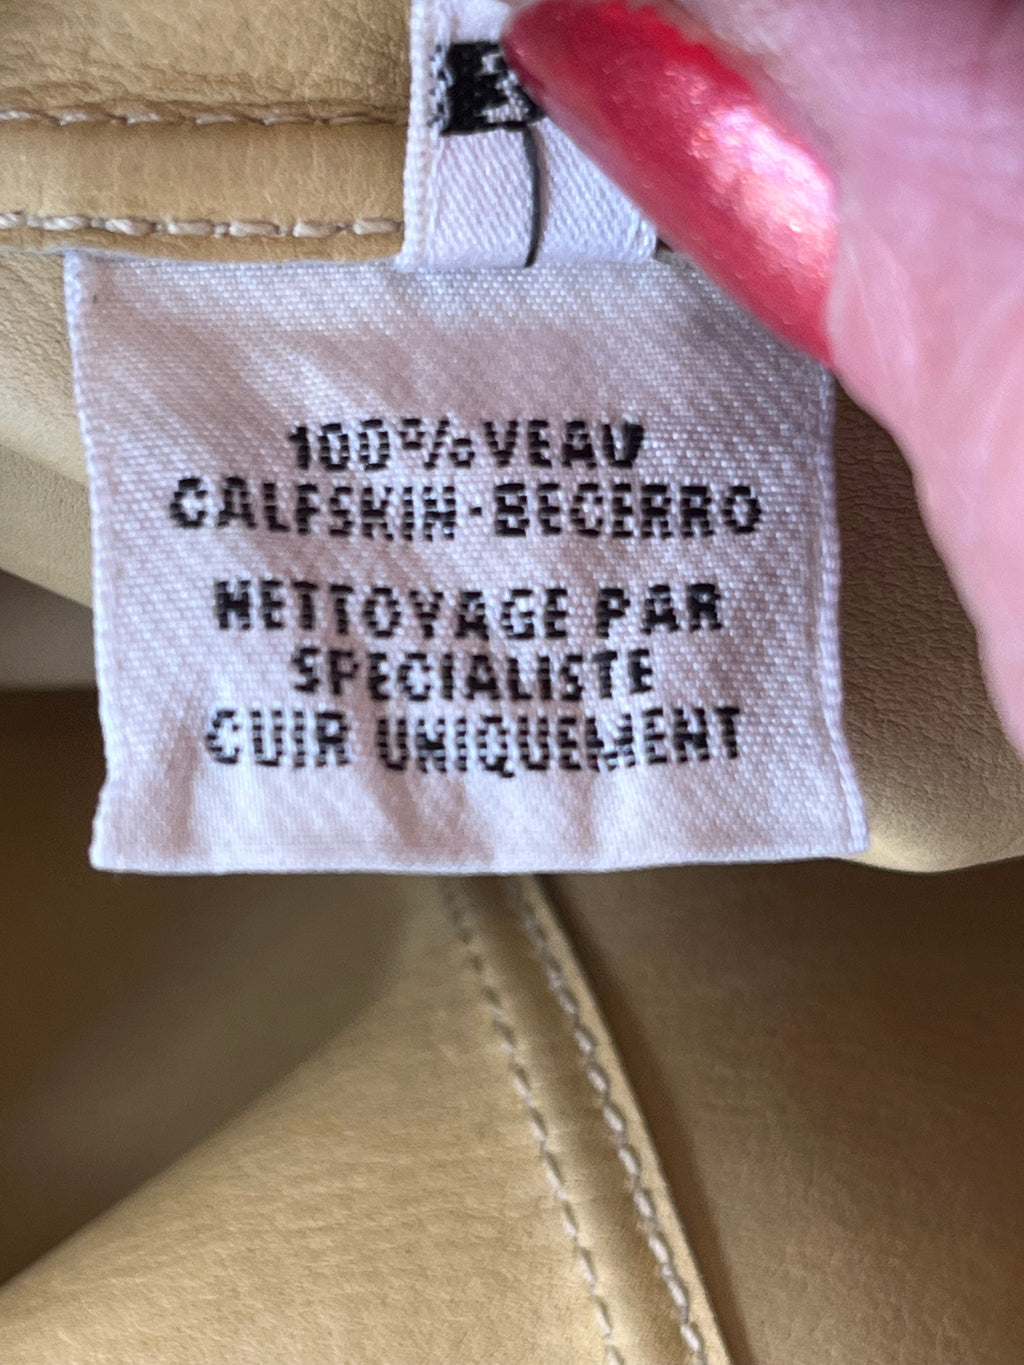 100% VEAU
CALFSKIN-BECERRO
NETTOYAGE PAR
SPECIALISTE
CUIR UNIQUEMENT